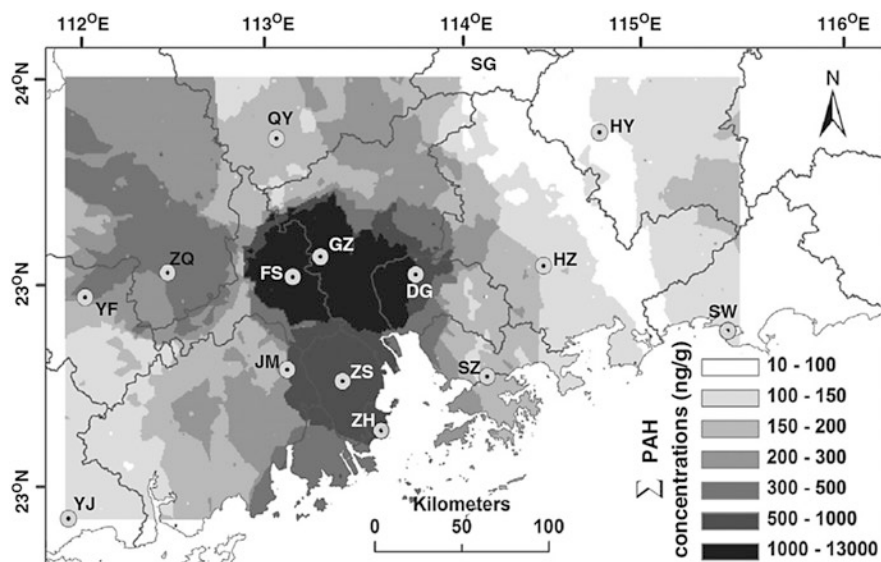 112°E 113°E 114°E 115°E 116°E
24°N
SG
N
QY
HY
GZ
ZQ
FS
DG
HZ
23°N
YF
SW
JM
ZS
SZ
ZH
23°N
YJ
Kilometers
0 50 100
∑ PAH
concentrations (ng/g)
10 - 100
100 - 150
150 - 200
200 - 300
300 - 500
500 - 1000
1000 - 13000